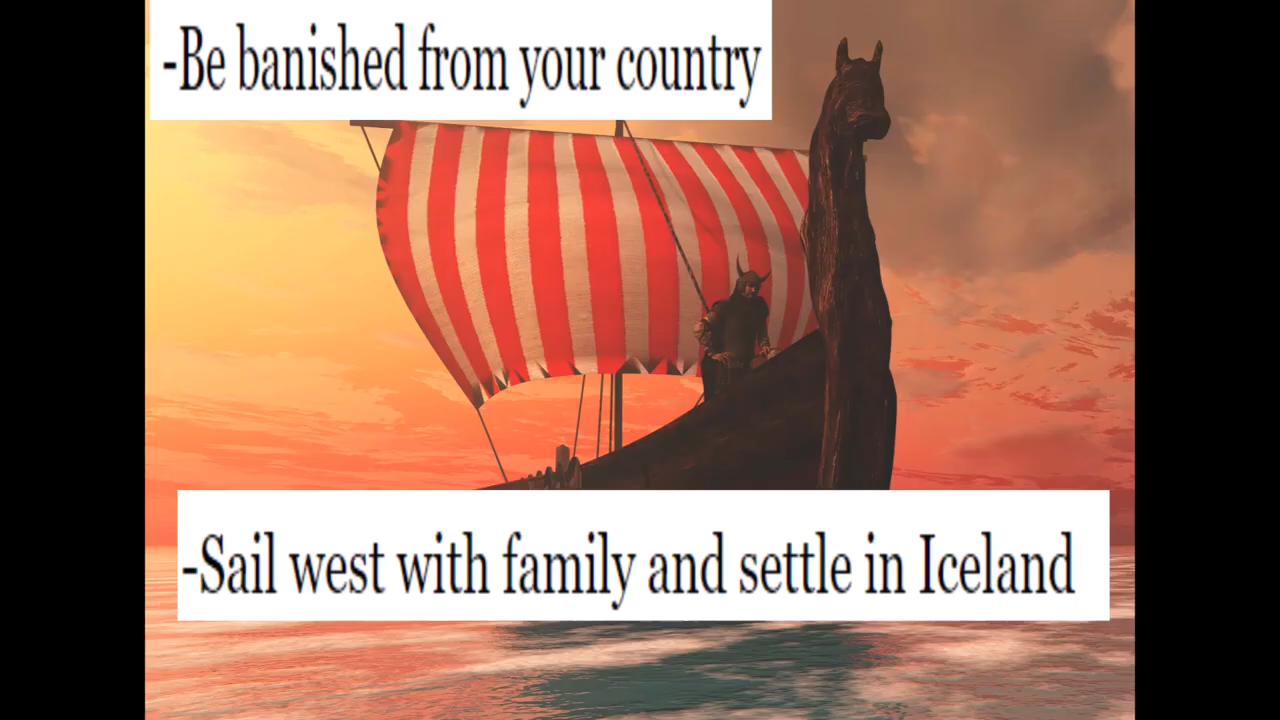 -Be banished from your country
-Sail west with family and settle in Iceland